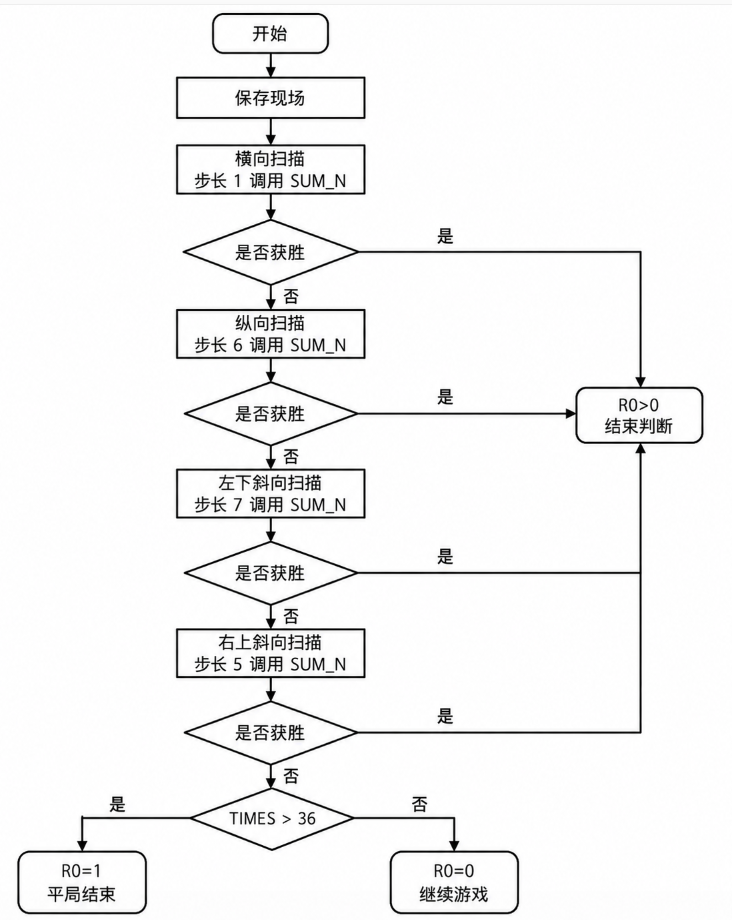 开始
保存现场
横向扫描
步长 1 调用 SUM_N
是否获胜
是
否
纵向扫描
步长 6 调用 SUM_N
是否获胜
是
R0>0
结束判断
否
左下斜向扫描
步长 7 调用 SUM_N
是否获胜
是
否
右上斜向扫描
步长 5 调用 SUM_N
是否获胜
是
否
TIMES > 36
是
否
R0=1
平局结束
R0=0
继续游戏